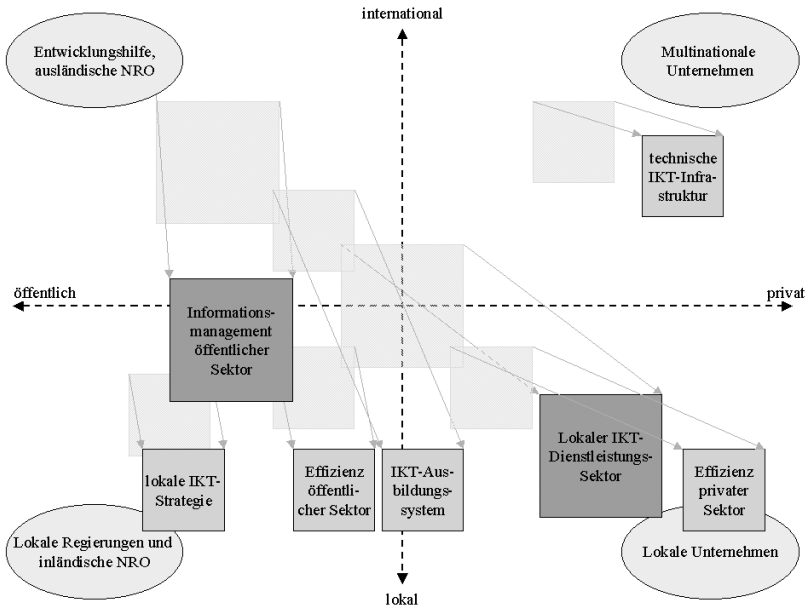 international
Entwicklungshilfe,
ausländische NRO
Multinationale
Unternehmen
technische
IKT-Infra-
struktur
öffentlich
privat
Informations-
management
öffentlicher
Sektor
lokale IKT-
Strategie
Effizienz
öffentli-
cher Sektor
IKT-Aus-
bildungs-
system
Lokaler IKT-
Dienstleistungs-
Sektor
Effizienz
privater
Sektor
Lokale Regierungen und
inländische NRO
Lokale Unternehmen
lokal